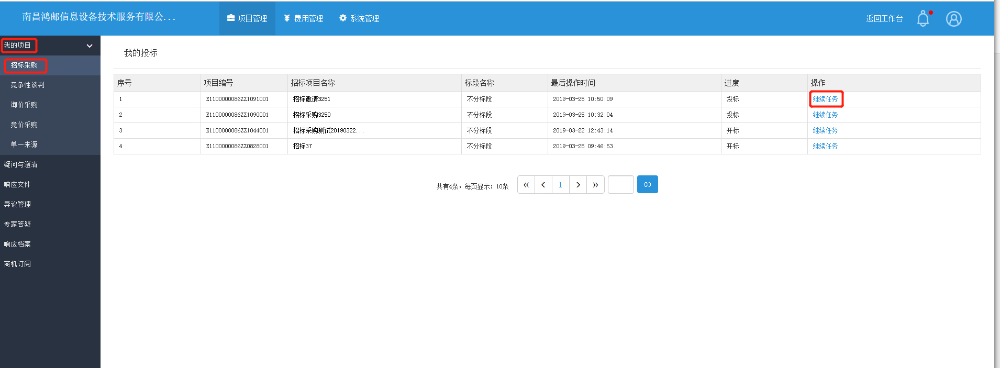 南昌鸿邮信息设备技术服务有限公...
项目管理
费用管理
系统管理
返回工作台
我的项目
招标采购
竞争性谈判
询价采购
竞价采购
单一来源
疑问与澄清
响应文件
异议管理
专家答疑
响应档案
商机订阅
我的投标
序号 项目编号 招标项目名称 标段名称 最后操作时间 进度 操作
1 E1100000086ZZ1091001 招标邀请3251 不分标段 2019-03-25 10:50:09 投标 继续任务
2 E1100000086ZZ1090001 招标采购3250 不分标段 2019-03-25 10:32:04 投标 继续任务
3 E1100000086ZZ1044001 招标采购测试20190322... 不分标段 2019-03-22 12:43:14 开标 继续任务
4 E1100000086ZZ0828001 招标37 不分标段 2019-03-25 09:46:53 开标 继续任务
共有4条，每页显示：10条 « < 1 > » GO